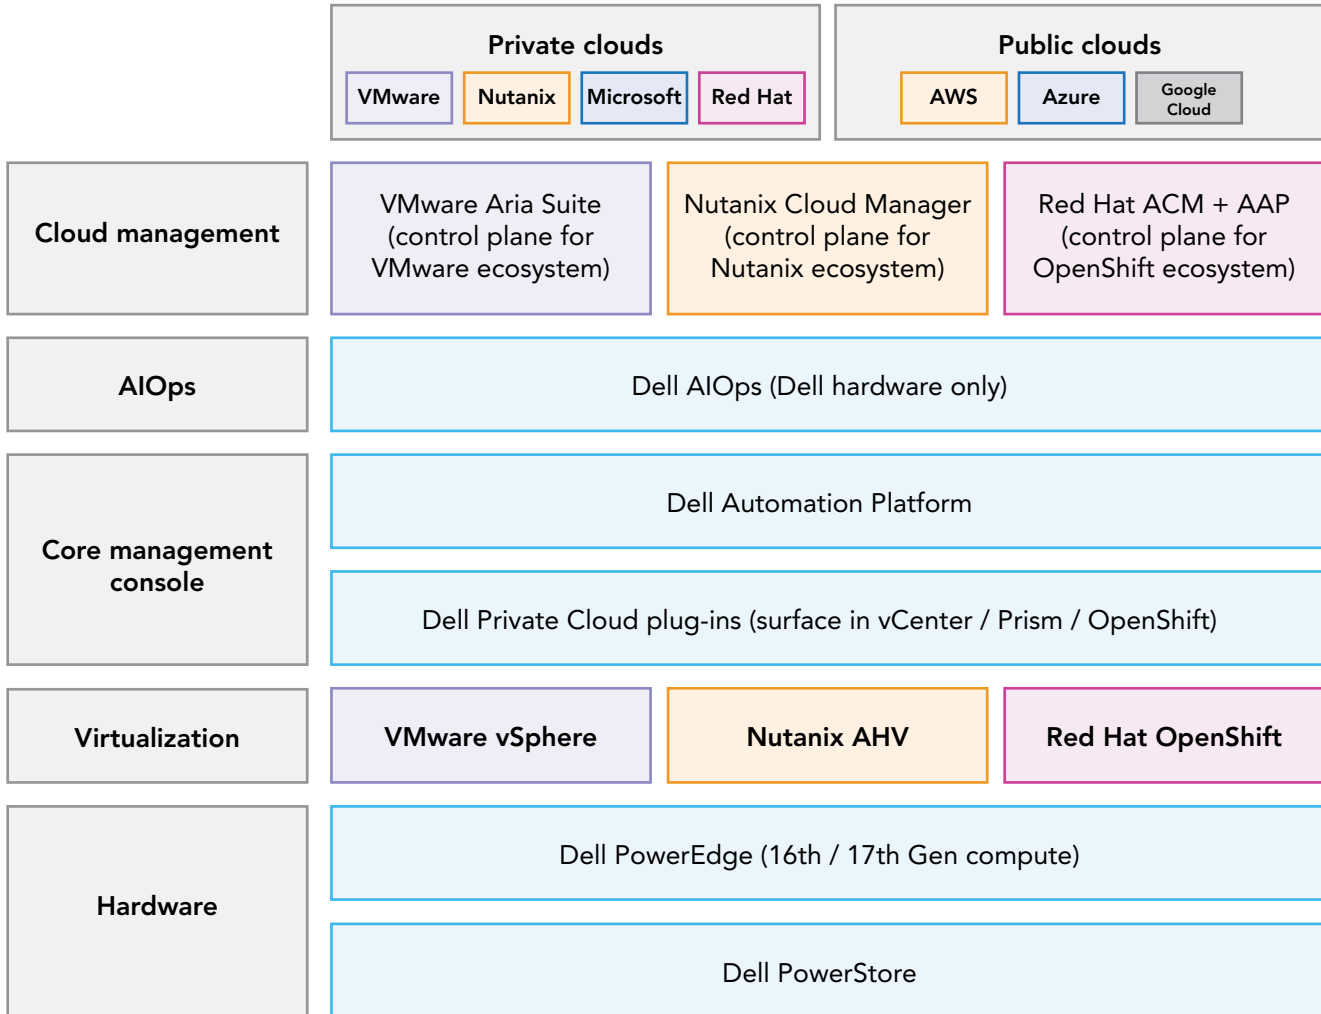 Private clouds
VMware
Nutanix
Microsoft
Red Hat
Public clouds
AWS
Azure
Google
Cloud
Cloud management
VMware Aria Suite
(control plane for
VMware ecosystem)
Nutanix Cloud Manager
(control plane for
Nutanix ecosystem)
Red Hat ACM + AAP
(control plane for
OpenShift ecosystem)
AIOps
Dell AIOps (Dell hardware only)
Core management
console
Dell Automation Platform
Dell Private Cloud plug-ins (surface in vCenter / Prism / OpenShift)
Virtualization
VMware vSphere
Nutanix AHV
Red Hat OpenShift
Hardware
Dell PowerEdge (16th / 17th Gen compute)
Dell PowerStore